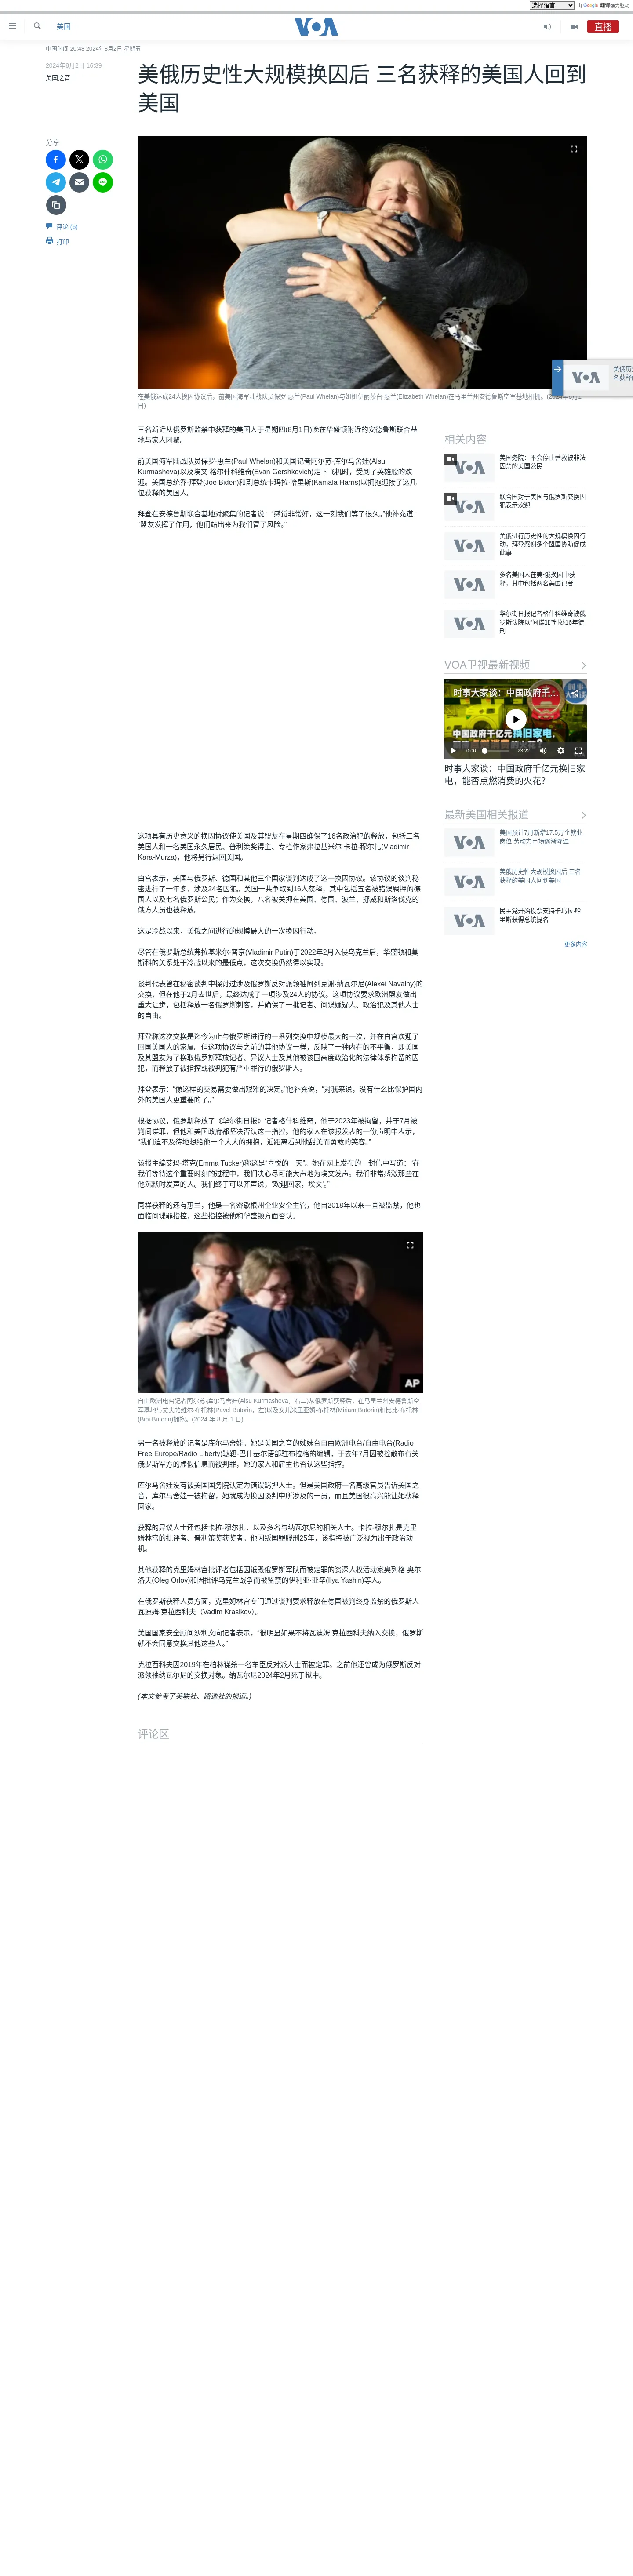 选择语言 由 Google 翻译强力驱动
美国
VOA
直播
中国时间 20:48 2024年8月2日 星期五
2024年8月2日 16:39
美国之音
美俄历史性大规模换囚后 三名获释的美国人回到
美国
分享
评论 (6)
打印
美俄历史
名获释的
在美俄达成24人换囚协议后，前美国海军陆战队员保罗·惠兰(Paul Whelan)与姐姐伊丽莎白·惠兰(Elizabeth Whelan)在马里兰州安德鲁斯空军基地相拥。(2024年8月1
日)
三名新近从俄罗斯监禁中获释的美国人于星期四(8月1日)晚在华盛顿附近的安德鲁斯联合基
地与家人团聚。
前美国海军陆战队员保罗·惠兰(Paul Whelan)和美国记者阿尔苏·库尔马舍娃(Alsu
Kurmasheva)以及埃文·格尔什科维奇(Evan Gershkovich)走下飞机时，受到了英雄般的欢
迎。美国总统乔·拜登(Joe Biden)和副总统卡玛拉·哈里斯(Kamala Harris)以拥抱迎接了这几
位获释的美国人。
拜登在安德鲁斯联合基地对聚集的记者说：“感觉非常好，这一刻我们等了很久。”他补充道：
“盟友发挥了作用，他们站出来为我们冒了风险。”
这项具有历史意义的换囚协议使美国及其盟友在星期四确保了16名政治犯的释放，包括三名
美国人和一名美国永久居民、普利策奖得主、专栏作家弗拉基米尔·卡拉-穆尔扎(Vladimir
Kara-Murza)，他将另行返回美国。
白宫表示，美国与俄罗斯、德国和其他三个国家谈判达成了这一换囚协议。该协议的谈判秘
密进行了一年多，涉及24名囚犯。美国一共争取到16人获释，其中包括五名被错误羁押的德
国人以及七名俄罗斯公民；作为交换，八名被关押在美国、德国、波兰、挪威和斯洛伐克的
俄方人员也被释放。
这是冷战以来，美俄之间进行的规模最大的一次换囚行动。
尽管在俄罗斯总统弗拉基米尔·普京(Vladimir Putin)于2022年2月入侵乌克兰后，华盛顿和莫
斯科的关系处于冷战以来的最低点，这次交换仍然得以实现。
谈判代表曾在秘密谈判中探讨过涉及俄罗斯反对派领袖阿列克谢·纳瓦尔尼(Alexei Navalny)的
交换，但在他于2月去世后，最终达成了一项涉及24人的协议。这项协议要求欧洲盟友做出
重大让步，包括释放一名俄罗斯刺客，并确保了一批记者、间谍嫌疑人、政治犯及其他人士
的自由。
拜登称这次交换是迄今为止与俄罗斯进行的一系列交换中规模最大的一次，并在白宫欢迎了
回国美国人的家属。但这项协议与之前的其他协议一样，反映了一种内在的不平衡，即美国
及其盟友为了换取俄罗斯释放记者、异议人士及其他被该国高度政治化的法律体系拘留的囚
犯，而释放了被指控或被判犯有严重罪行的俄罗斯人。
拜登表示：“像这样的交易需要做出艰难的决定。”他补充说，“对我来说，没有什么比保护国内
外的美国人更重要的了。”
根据协议，俄罗斯释放了《华尔街日报》记者格什科维奇，他于2023年被拘留，并于7月被
判间谍罪，但他和美国政府都坚决否认这一指控。他的家人在该报发表的一份声明中表示，
“我们迫不及待地想给他一个大大的拥抱，近距离看到他甜美而勇敢的笑容。”
该报主编艾玛·塔克(Emma Tucker)称这是“喜悦的一天”。她在网上发布的一封信中写道：“在
我们等待这个重要时刻的过程中，我们决心尽可能大声地为埃文发声。我们非常感激那些在
他沉默时发声的人。我们终于可以齐声说，‘欢迎回家，埃文’。”
同样获释的还有惠兰，他是一名密歇根州企业安全主管，他自2018年以来一直被监禁，他也
面临间谍罪指控，这些指控被他和华盛顿方面否认。
AP
自由欧洲电台记者阿尔苏·库尔马舍娃(Alsu Kurmasheva，右二)从俄罗斯获释后，在马里兰州安德鲁斯空
军基地与丈夫帕维尔·布托林(Pavel Butorin，左)以及女儿米里亚姆·布托林(Miriam Butorin)和比比·布托林
(Bibi Butorin)拥抱。(2024 年 8 月 1 日)
另一名被释放的记者是库尔马舍娃。她是美国之音的姊妹台自由欧洲电台/自由电台(Radio
Free Europe/Radio Liberty)鞑靼-巴什基尔语部驻布拉格的编辑，于去年7月因被控散布有关
俄罗斯军方的虚假信息而被判罪，她的家人和雇主也否认这些指控。
库尔马舍娃没有被美国国务院认定为错误羁押人士。但是美国政府一名高级官员告诉美国之
音，库尔马舍娃一被拘留，她就成为换囚谈判中所涉及的一员，而且美国很高兴能让她获释
回家。
获释的异议人士还包括卡拉-穆尔扎，以及多名与纳瓦尔尼的相关人士。卡拉-穆尔扎是克里
姆林宫的批评者、普利策奖获奖者。他因叛国罪服刑25年，该指控被广泛视为出于政治动
机。
其他获释的克里姆林宫批评者包括因诋毁俄罗斯军队而被定罪的资深人权活动家奥列格·奥尔
洛夫(Oleg Orlov)和因批评乌克兰战争而被监禁的伊利亚·亚辛(Ilya Yashin)等人。
在俄罗斯获释人员方面，克里姆林宫专门通过谈判要求释放在德国被判终身监禁的俄罗斯人
瓦迪姆·克拉西科夫（Vadim Krasikov）。
美国国家安全顾问沙利文向记者表示，“很明显如果不将瓦迪姆·克拉西科夫纳入交换，俄罗斯
就不会同意交换其他这些人。”
克拉西科夫因2019年在柏林谋杀一名车臣反对派人士而被定罪。之前他还曾成为俄罗斯反对
派领袖纳瓦尔尼的交换对象。纳瓦尔尼2024年2月死于狱中。
(本文参考了美联社、路透社的报道。)
评论区
相关内容
美国务院：不会停止营救被非法
囚禁的美国公民
联合国对于美国与俄罗斯交换囚
犯表示欢迎
美俄进行历史性的大规模换囚行
动，拜登感谢多个盟国协助促成
此事
多名美国人在美-俄换囚中获
释，其中包括两名美国记者
华尔街日报记者格什科维奇被俄
罗斯法院以“间谍罪”判处16年徒
刑
VOA卫视最新视频
时事大家谈：中国政府千…
中国政府千亿元换旧家电，
0:00 23:22
时事大家谈：中国政府千亿元换旧家
电，能否点燃消费的火花？
最新美国相关报道
美国预计7月新增17.5万个就业
岗位 劳动力市场逐渐降温
美俄历史性大规模换囚后 三名
获释的美国人回到美国
民主党开始投票支持卡玛拉·哈
里斯获得总统提名
更多内容